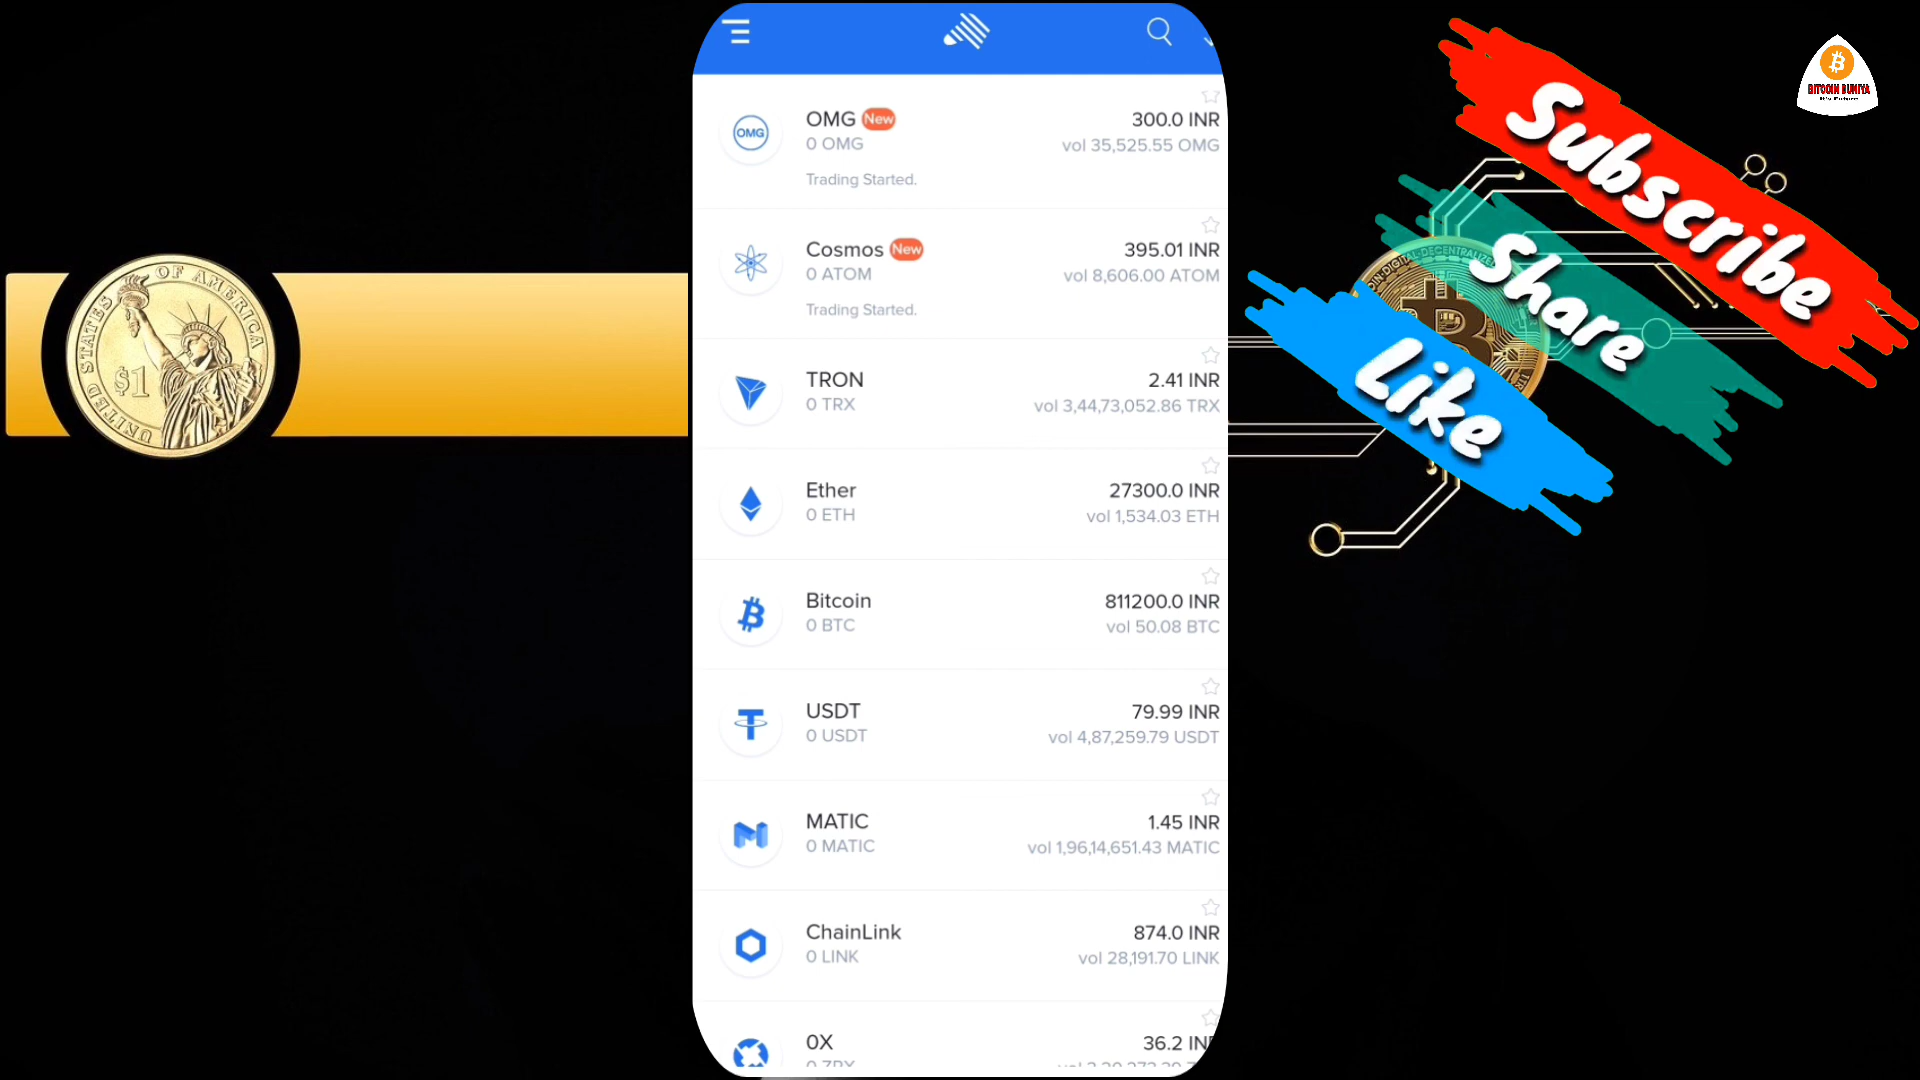 OMG New
300.0 INR
OMG
0 OMG
vol 35,525.55 OMG
Trading Started.
Cosmos New
395.01 INR
0 ATOM
vol 8,606.00 ATOM
Trading Started.
TRON
2.41 INR
0 TRX
vol 3,44,73,052.86 TRX
Ether
27300.0 INR
0 ETH
vol 1,534.03 ETH
Bitcoin
811200.0 INR
0 BTC
vol 50.08 BTC
USDT
79.99 INR
0 USDT
vol 4,87,259.79 USDT
MATIC
1.45 INR
0 MATIC
vol 1,96,14,651.43 MATIC
ChainLink
874.0 INR
0 LINK
vol 28,191.70 LINK
0X
36.2
UNITED STATES OF AMERICA
$1
Subscribe
Share
Like
BITCOIN DUNIYA
It's Future